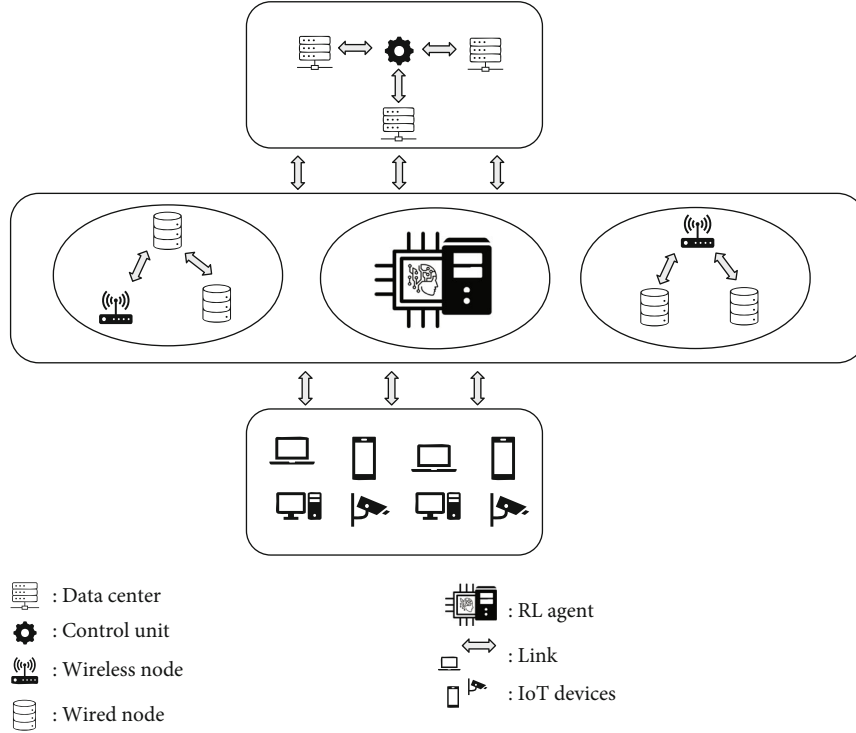 : Data center
: Control unit
: Wireless node
: Wired node
: RL agent
: Link
: IoT devices